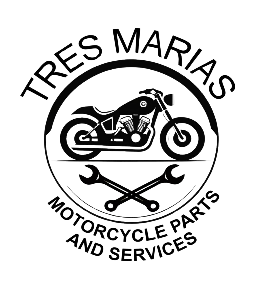 TRES MARIAS
MOTORCYCLE PARTS
AND SERVICES